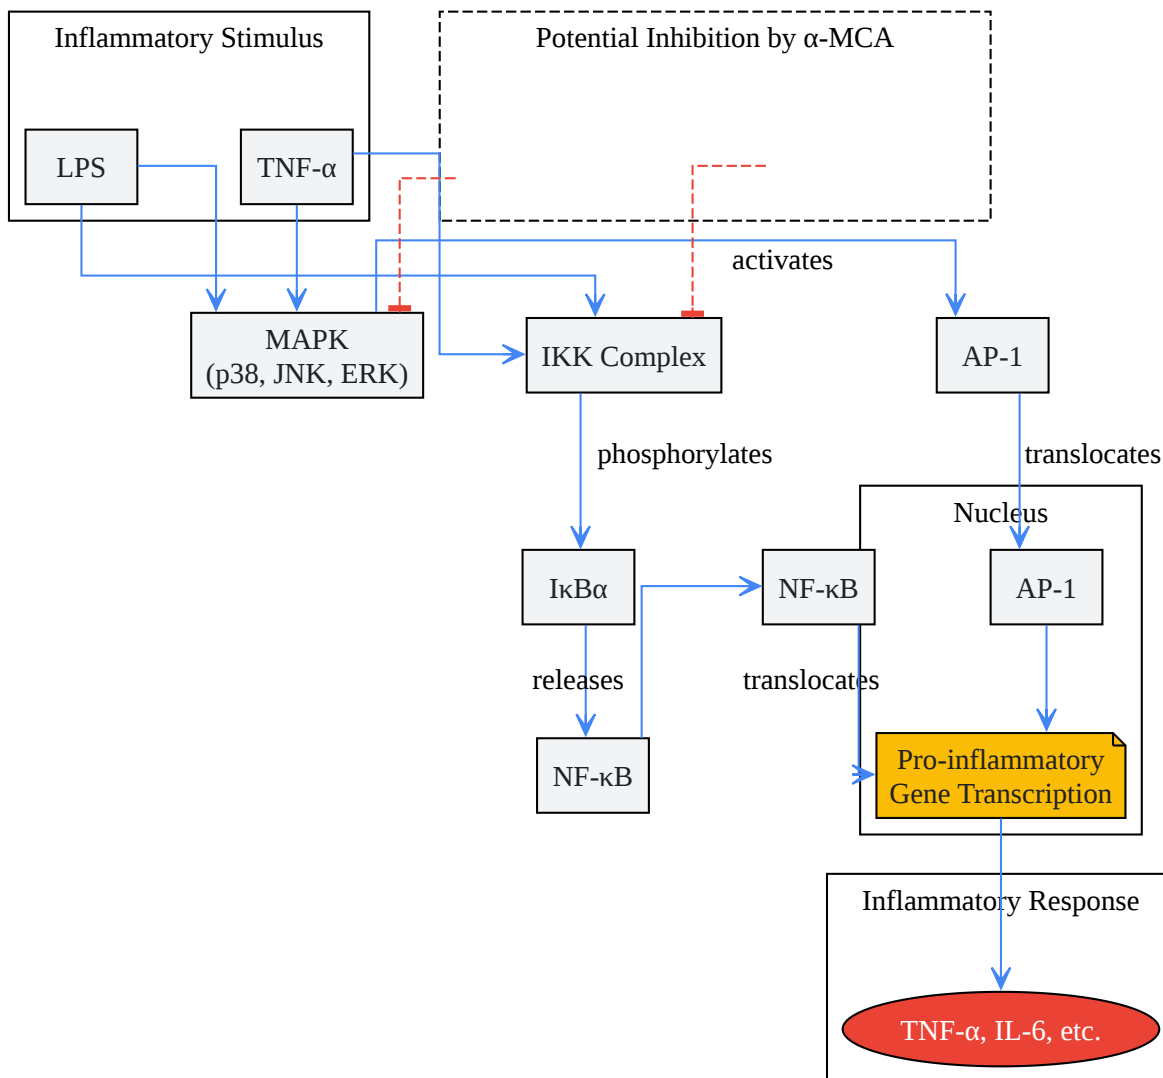 Inflammatory Stimulus
Potential Inhibition by α-MCA
LPS
TNF-α
activates
MAPK
(p38, JNK, ERK)
IKK Complex
AP-1
phosphorylates
translocates
Nucleus
IκBα
NF-κB
AP-1
releases
translocates
NF-κB
Pro-inflammatory
Gene Transcription
Inflammatory Response
TNF-α, IL-6, etc.